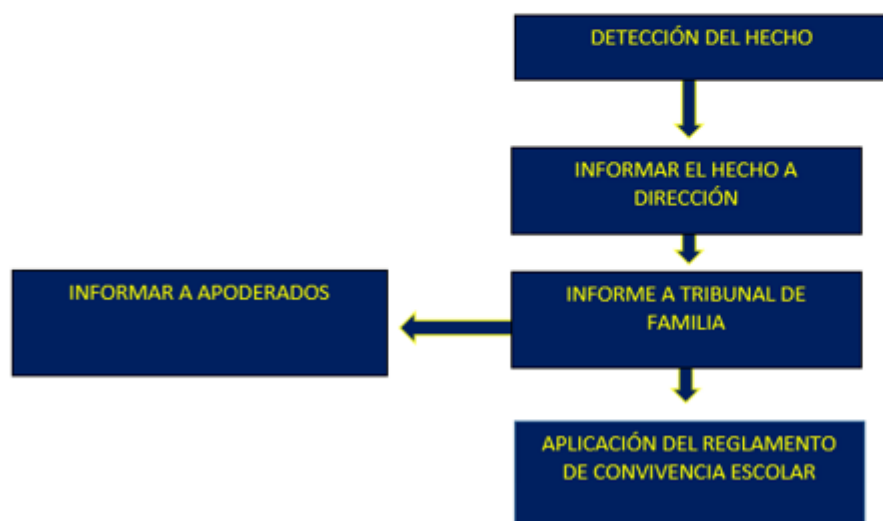 DETECCIÓN DEL HECHO
INFORMAR EL HECHO A
DIRECCIÓN
INFORMAR A APODERADOS
INFORME A TRIBUNAL DE
FAMILIA
APLICACIÓN DEL REGLAMENTO
DE CONVIVENCIA ESCOLAR